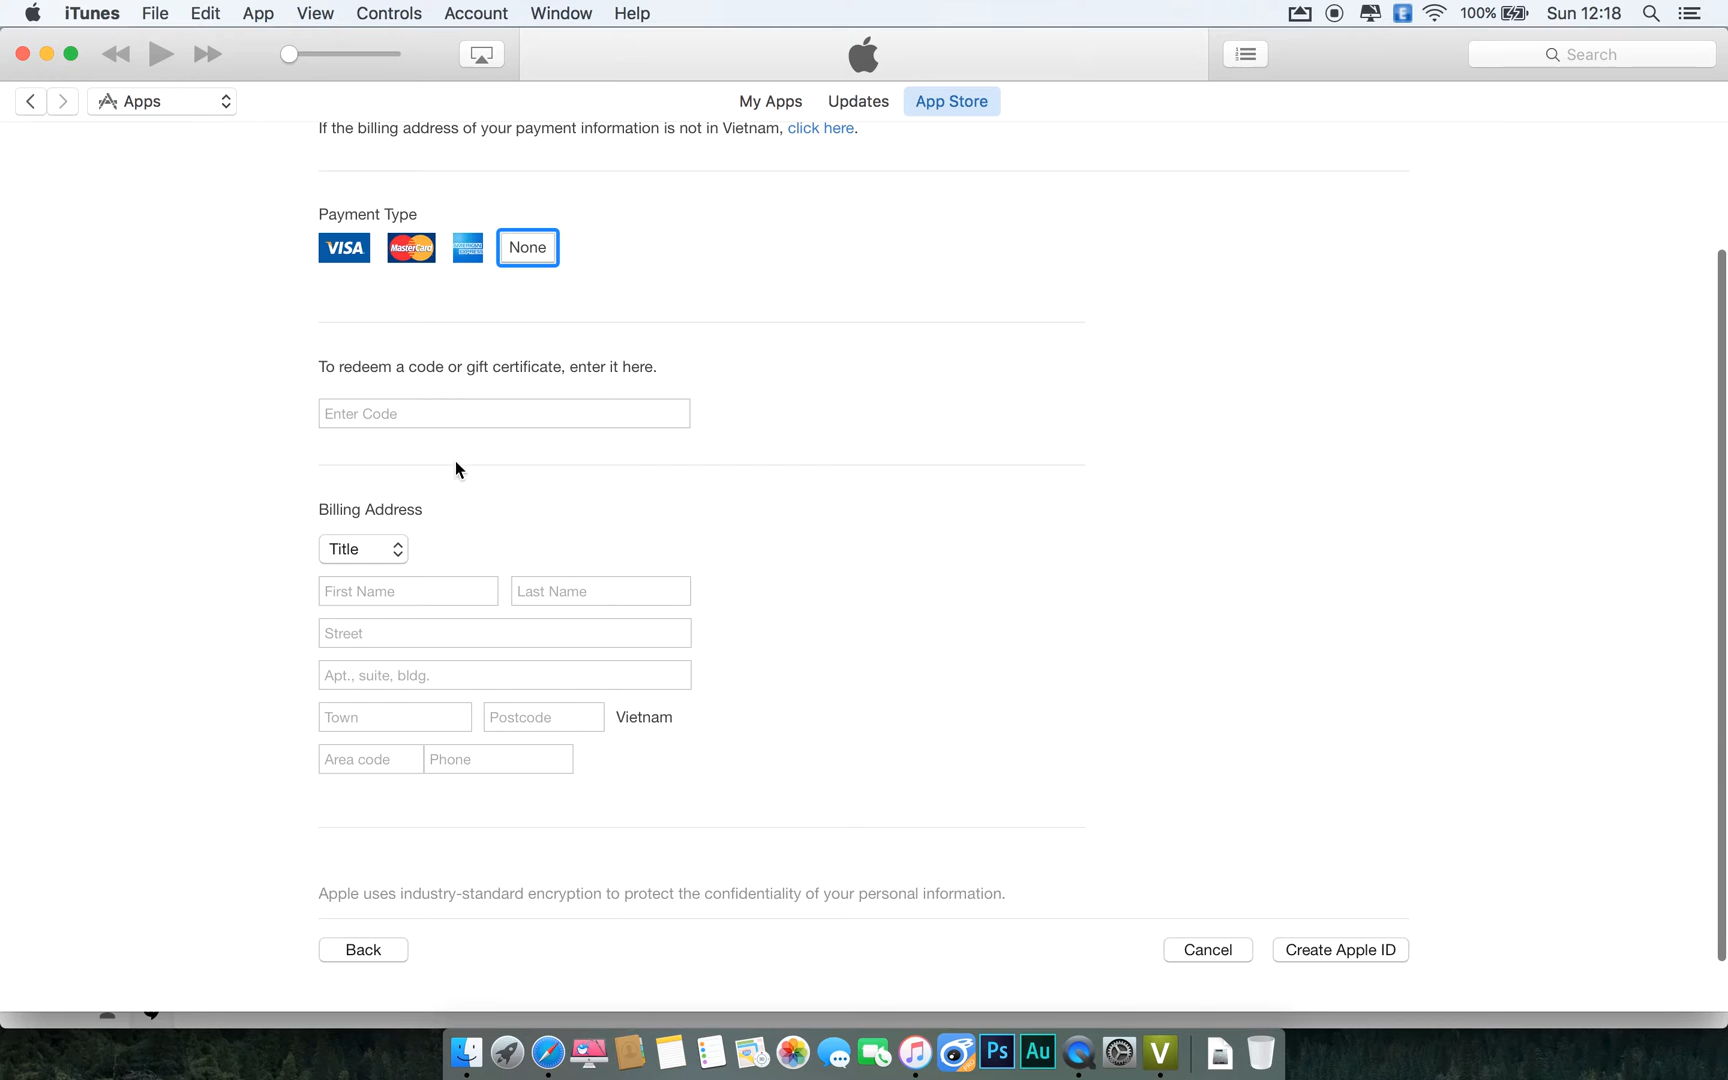 iTunes File Edit App View Controls Account Window Help 100% Sun 12:18
Search
Apps My Apps Updates App Store
If the billing address of your payment information is not in Vietnam, click here.
Payment Type
VISA MasterCard AMERICAN EXPRESS None
To redeem a code or gift certificate, enter it here.
Enter Code
Billing Address
Title
First Name Last Name
Street
Apt., suite, bldg.
Town Postcode Vietnam
Area code Phone
Apple uses industry-standard encryption to protect the confidentiality of your personal information.
Back Cancel Create Apple ID
Ps Au V